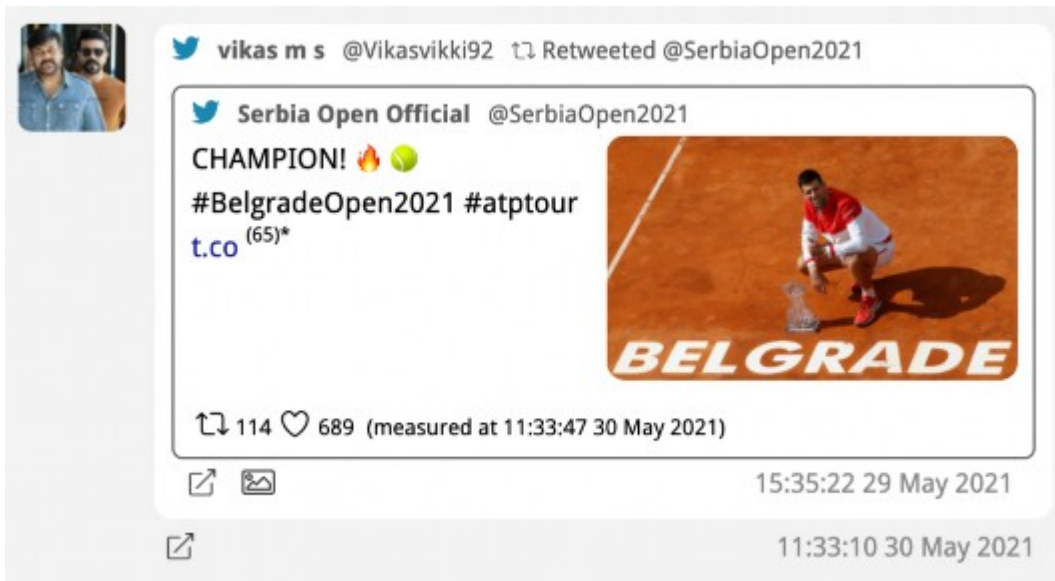 vikas m s @Vikasvikki92 Retweeted @SerbiaOpen2021
Serbia Open Official @SerbiaOpen2021
CHAMPION! 🔥 🎾
#BelgradeOpen2021 #atptour
t.co (65)*
BELGRADE
114 689 (measured at 11:33:47 30 May 2021)
15:35:22 29 May 2021
11:33:10 30 May 2021